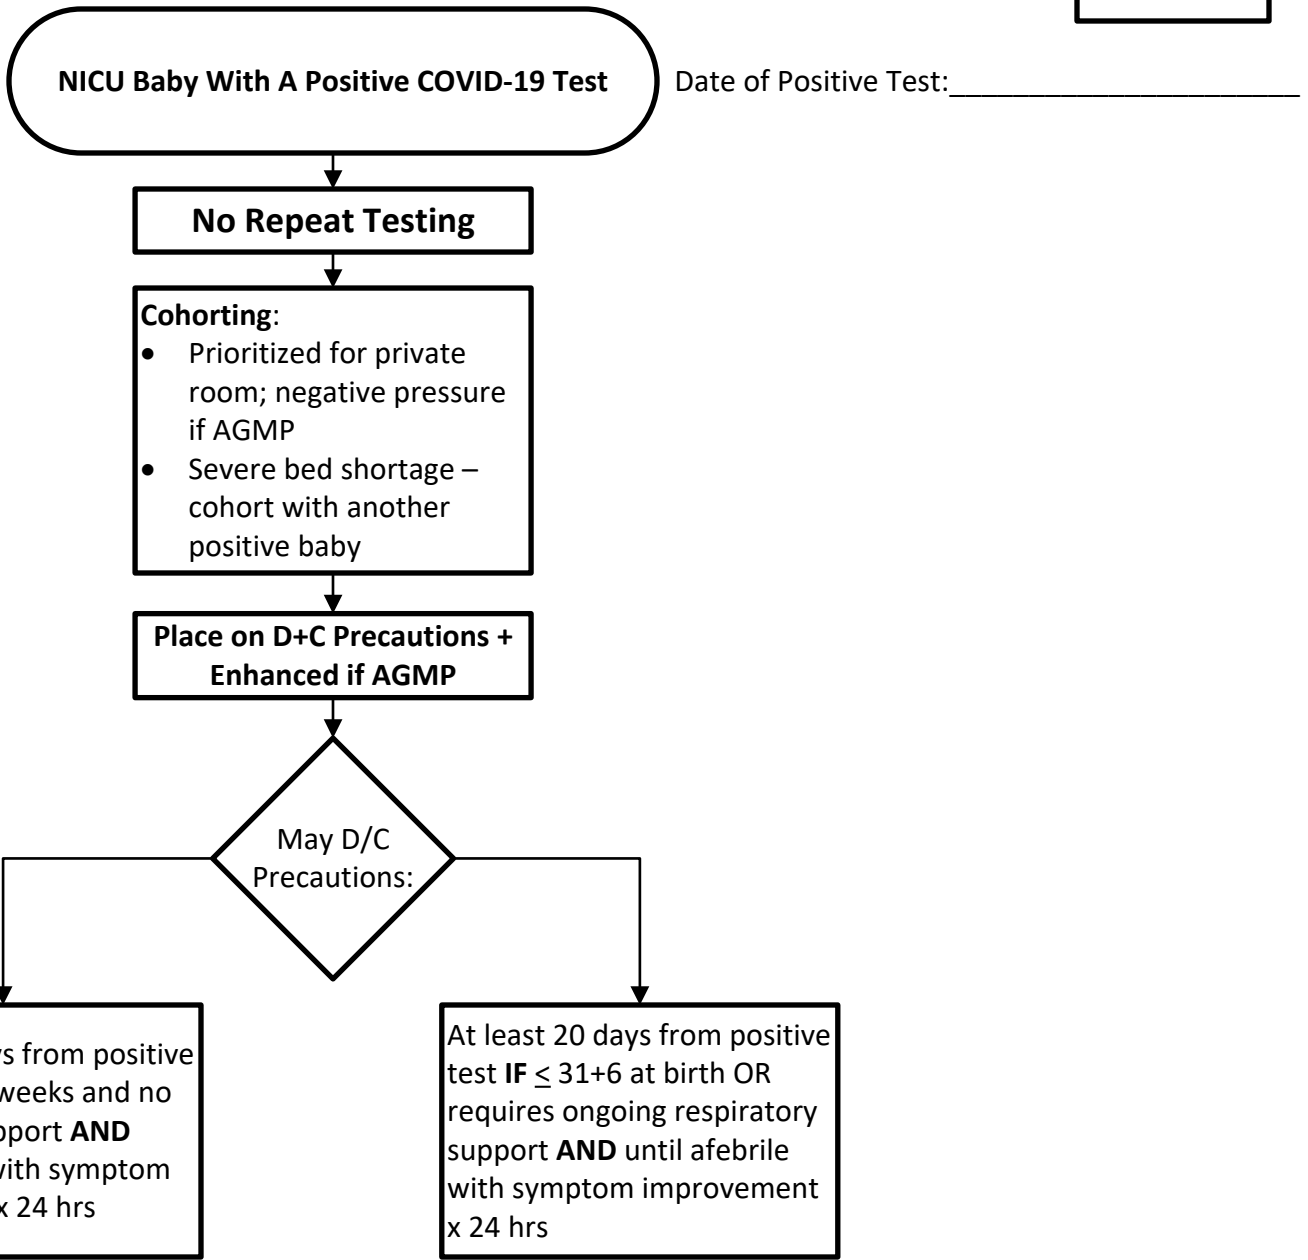 NICU Baby With A Positive COVID-19 Test
Date of Positive Test:______________________
No Repeat Testing
Cohorting:
• Prioritized for private
room; negative pressure
if AGMP
• Severe bed shortage –
cohort with another
positive baby
Place on D+C Precautions +
Enhanced if AGMP
May D/C
Precautions:
from positive
weeks and no
AND
with symptom
x 24 hrs
At least 20 days from positive
test IF ≤ 31+6 at birth OR
requires ongoing respiratory
support AND until afebrile
with symptom improvement
x 24 hrs